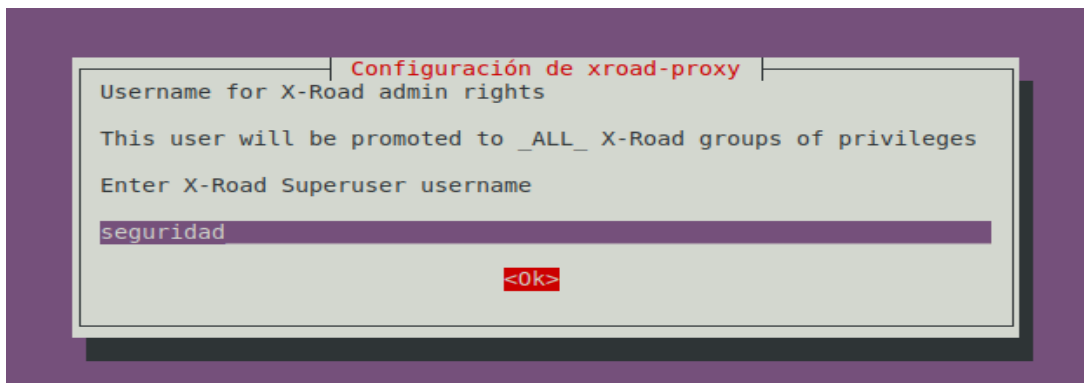 Configuración de xroad-proxy
Username for X-Road admin rights
This user will be promoted to _ALL_ X-Road groups of privileges
Enter X-Road Superuser username
seguridad
<Ok>